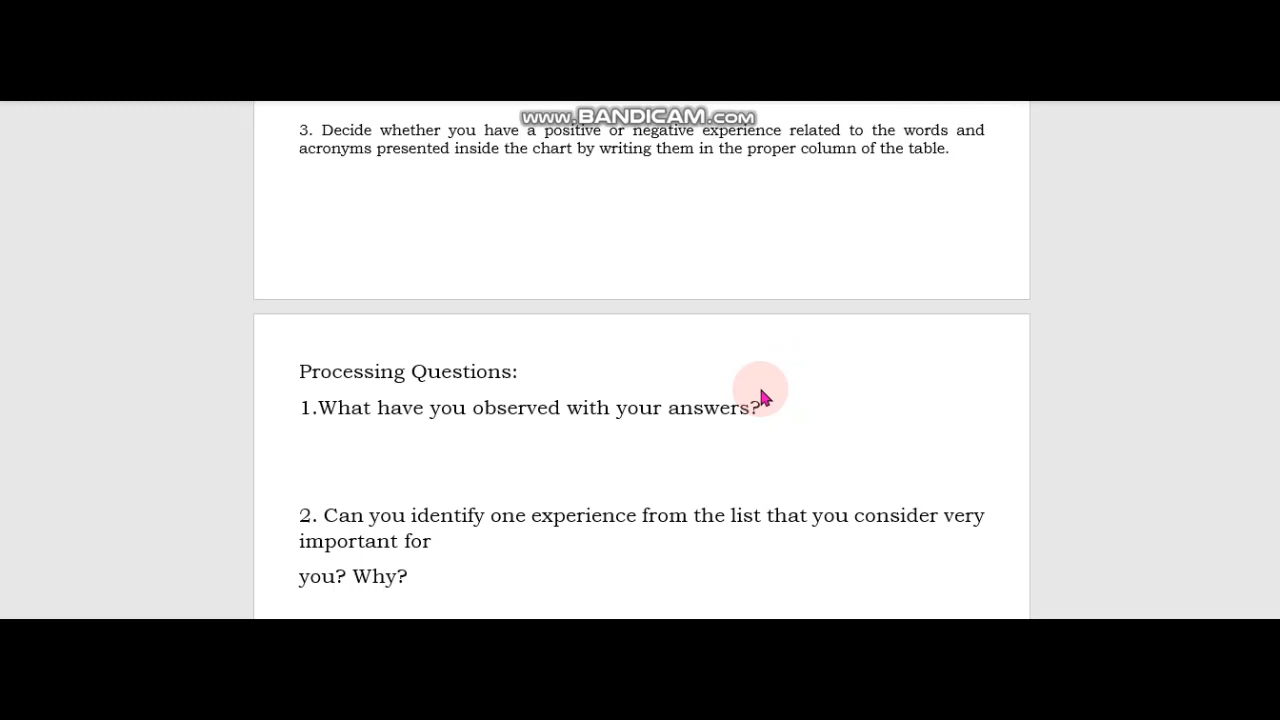 www.BANDICAM.com
3. Decide whether you have a positive or negative experience related to the words and
acronyms presented inside the chart by writing them in the proper column of the table.
Processing Questions:
1.What have you observed with your answers?
2. Can you identify one experience from the list that you consider very
important for
you? Why?